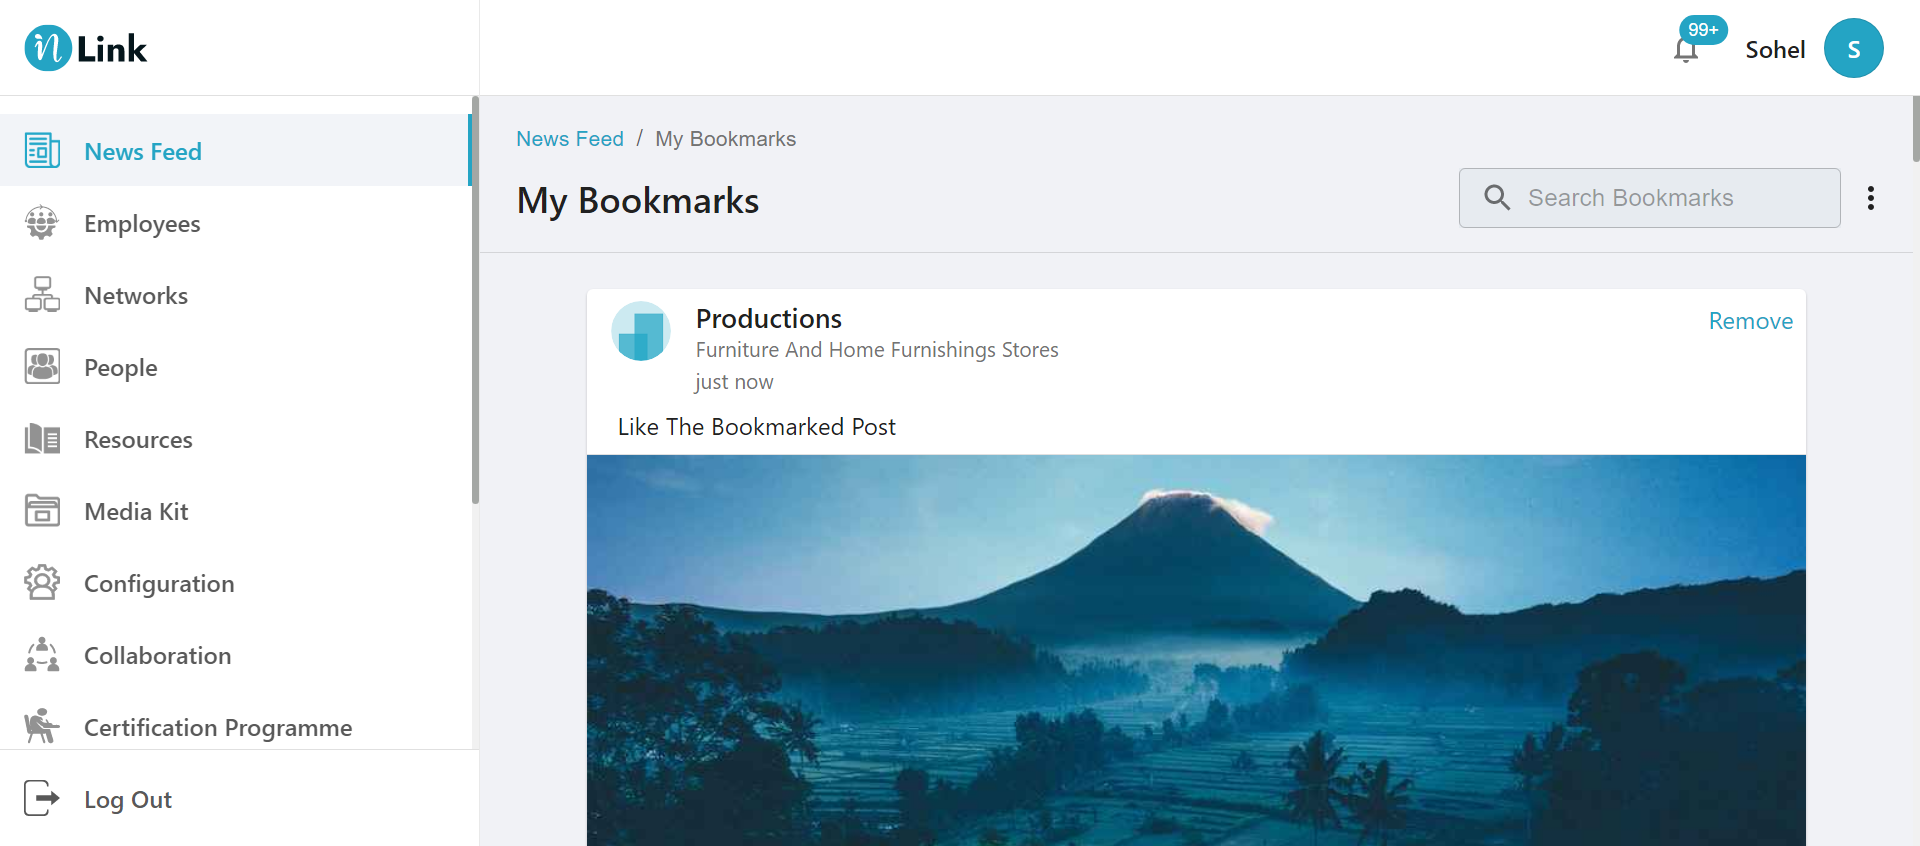 n Link
99+
Sohel
S
News Feed
Employees
Networks
People
Resources
Media Kit
Configuration
Collaboration
Certification Programme
Log Out
News Feed / My Bookmarks
My Bookmarks
Search Bookmarks
Productions
Remove
Furniture And Home Furnishings Stores
just now
Like The Bookmarked Post